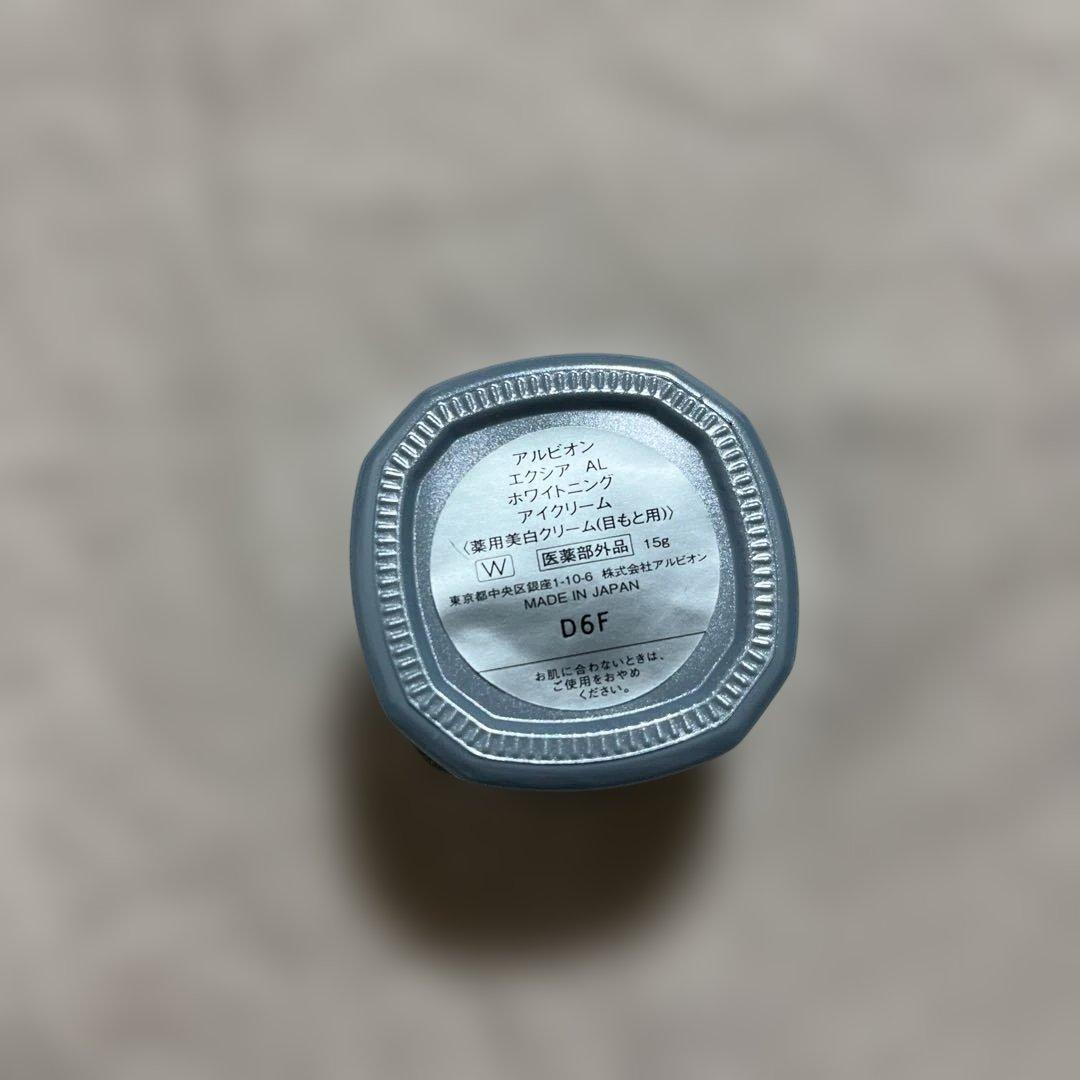 アルビオン
エクシア AL
ホワイトニング
アイクリーム
〈薬用美白クリーム(目もと用)〉
W 医薬部外品 15g
東京都中央区銀座1-10-6 株式会社アルビオン
MADE IN JAPAN
D6F
お肌に合わないときは、
ご使用をおやめ
ください。